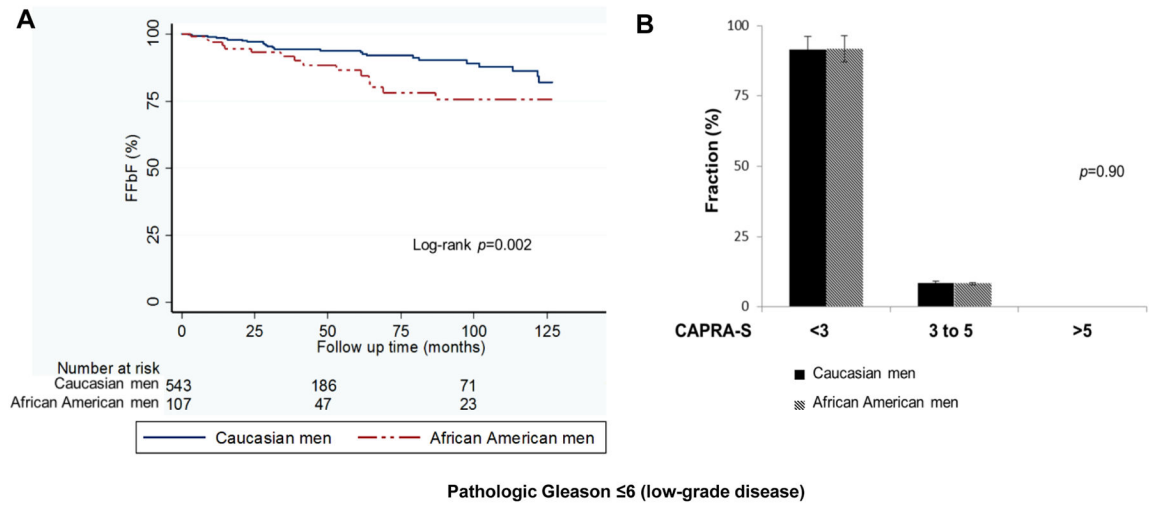 A
100
75
50
25
0
FFbF (%)
Log-rank p=0.002
0 25 50 75 100 125
Follow up time (months)
Number at risk
Caucasian men 543 186 71
African American men 107 47 23
Caucasian men African American men
B
100
75
50
25
0
Fraction (%)
p=0.90
CAPRA-S <3 3 to 5 >5
Caucasian men
African American men
Pathologic Gleason ≤6 (low-grade disease)